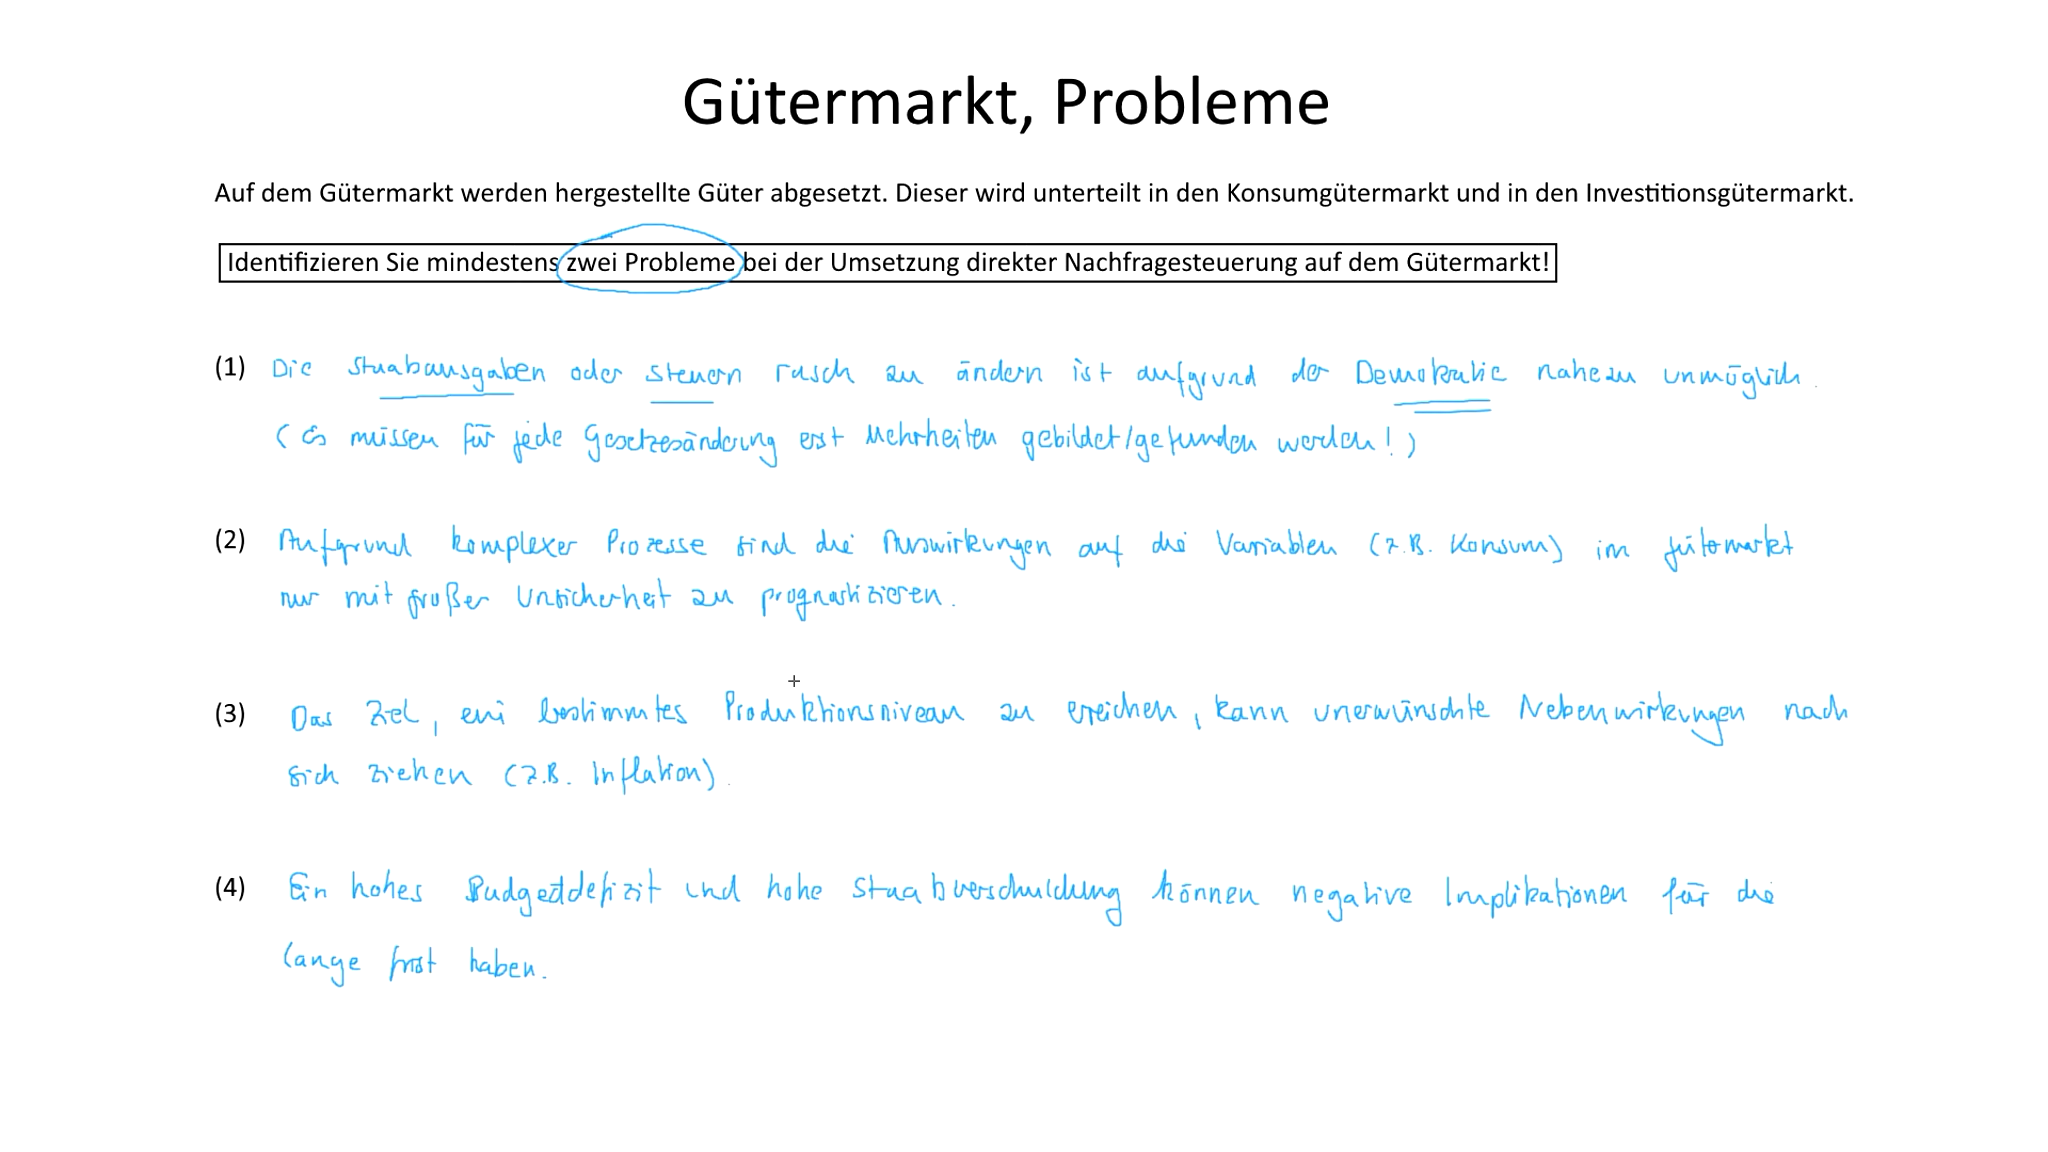 Gütermarkt, Probleme
Auf dem Gütermarkt werden hergestellte Güter abgesetzt. Dieser wird unterteilt in den Konsumgütermarkt und in den Investitionsgütermarkt.
Identifizieren Sie mindestens zwei Probleme bei der Umsetzung direkter Nachfragesteuerung auf dem Gütermarkt!
(1) Die Staatsausgaben oder Steuern rasch zu ändern ist aufgrund der Demokratie nahezu unmöglich.
(Es müssen für jede Gesetzesänderung erst Mehrheiten gebildet/gefunden werden!)
(2) Aufgrund komplexer Prozesse sind die Auswirkungen auf die Variablen (z.B. Konsum) im Gütermarkt
nur mit großer Unsicherheit zu prognostizieren.
(3) Das Ziel, ein bestimmtes Produktionsniveau zu erreichen, kann unerwünschte Nebenwirkungen nach
sich ziehen (z.B. Inflation).
(4) Ein hohes Budgetdefizit und hohe Staatsverschuldung können negative Implikationen für die
lange Frist haben.